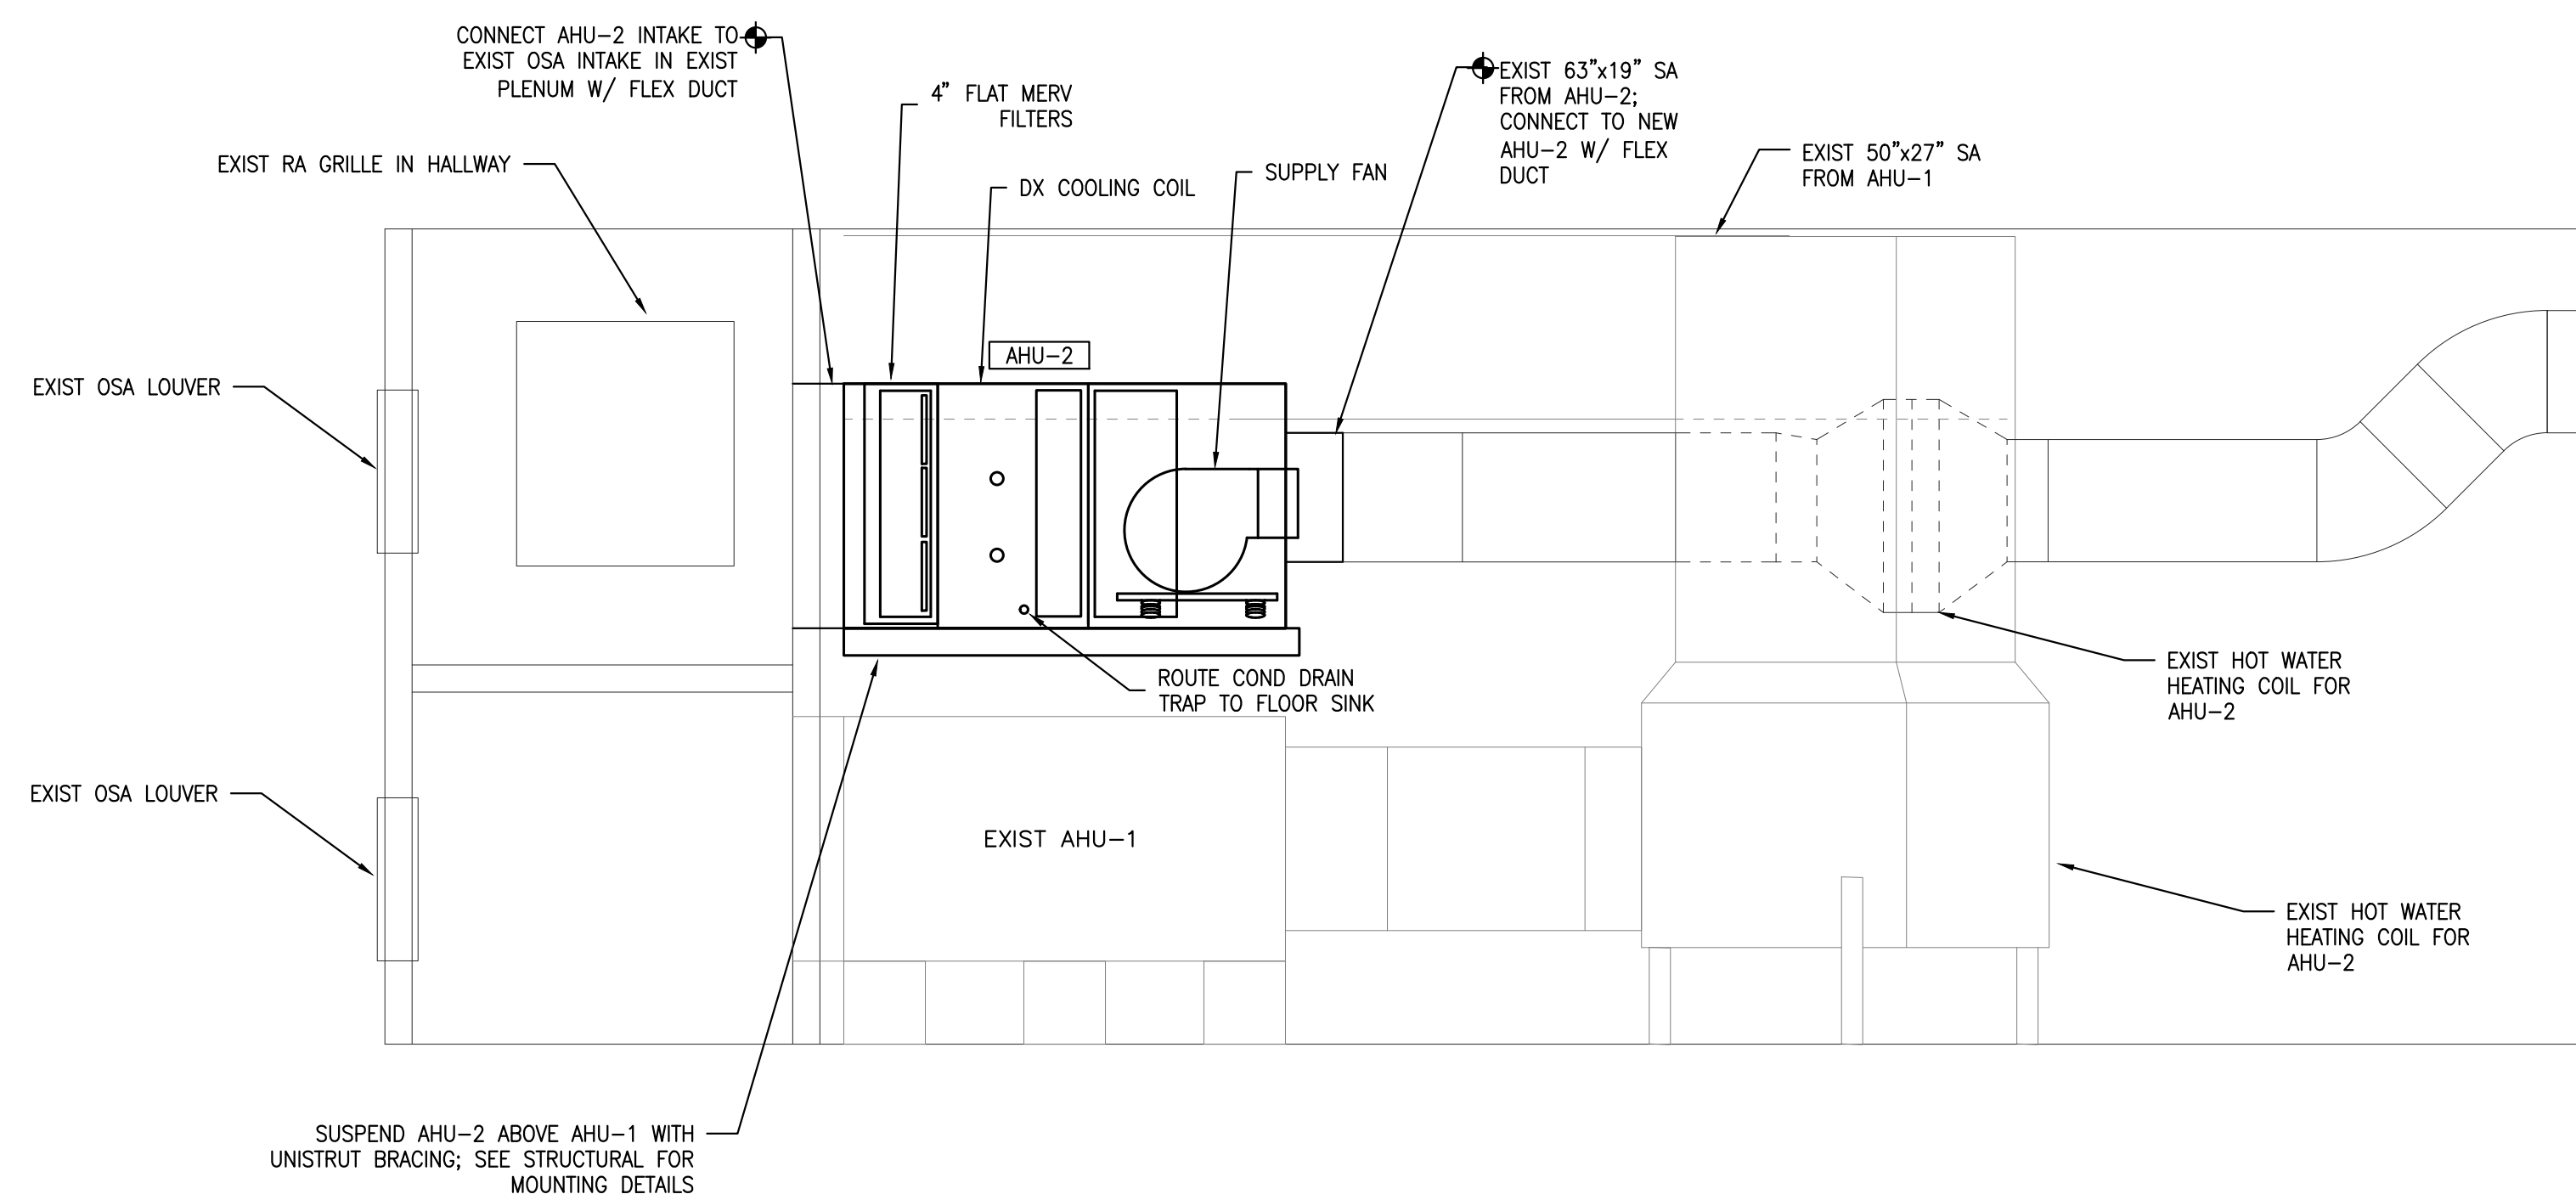 CONNECT AHU-2 INTAKE TO
EXIST OSA INTAKE IN EXIST
PLENUM W/ FLEX DUCT
4" FLAT MERV
FILTERS
EXIST 63"x19" SA
FROM AHU-2;
CONNECT TO NEW
AHU-2 W/ FLEX
DUCT
EXIST 50"x27" SA
FROM AHU-1
EXIST RA GRILLE IN HALLWAY
DX COOLING COIL
SUPPLY FAN
AHU-2
EXIST OSA LOUVER
ROUTE COND DRAIN
TRAP TO FLOOR SINK
EXIST HOT WATER
HEATING COIL FOR
AHU-2
EXIST OSA LOUVER
EXIST AHU-1
EXIST HOT WATER
HEATING COIL FOR
AHU-2
SUSPEND AHU-2 ABOVE AHU-1 WITH
UNISTRUT BRACING; SEE STRUCTURAL FOR
MOUNTING DETAILS